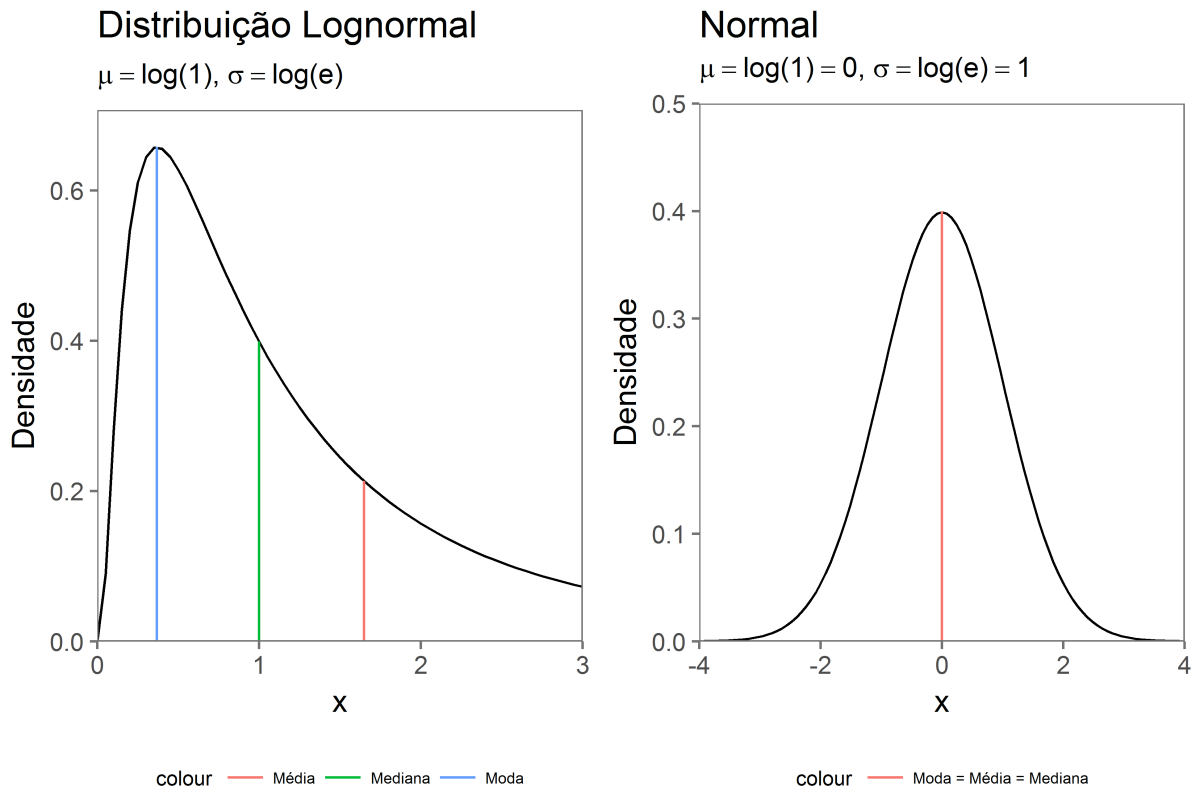 Distribuição Lognormal
μ = log(1), σ = log(e)
0.6
0.4
0.2
0.0
Densidade
0 1 2 3
x
colour Média Mediana Moda
Normal
μ = log(1) = 0, σ = log(e) = 1
0.5
0.4
0.3
0.2
0.1
0.0
Densidade
-4 -2 0 2 4
x
colour Moda = Média = Mediana